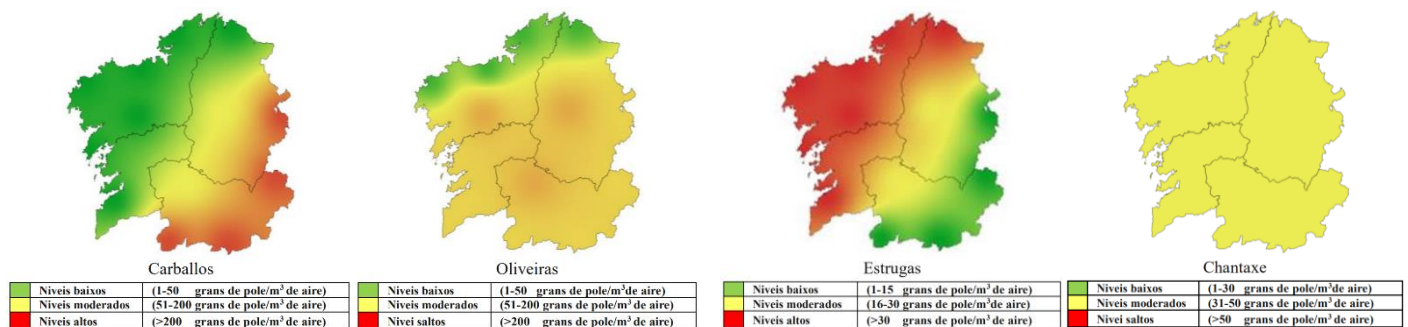 Carballos
Niveis baixos (1-50 grans de pole/m³ de aire)
Niveis moderados (51-200 grans de pole/m³ de aire)
Niveis altos (>200 grans de pole/m³ de aire)
Oliveiras
Niveis baixos (1-50 grans de pole/m³ de aire)
Niveis moderados (51-200 grans de pole/m³ de aire)
Nivei saltos (>200 grans de pole/m³ de aire)
Estrugas
Niveis baixos (1-15 grans de pole/m³ de aire)
Niveis moderados (16-30 grans de pole/m³de aire)
Niveis altos (>30 grans de pole/m³ de aire)
Chantaxe
Niveis baixos (1-30 grans de pole/m³de aire)
Niveis moderados (31-50 grans de pole/m³ de aire)
Nivei saltos (>50 grans de pole/m³ de aire)